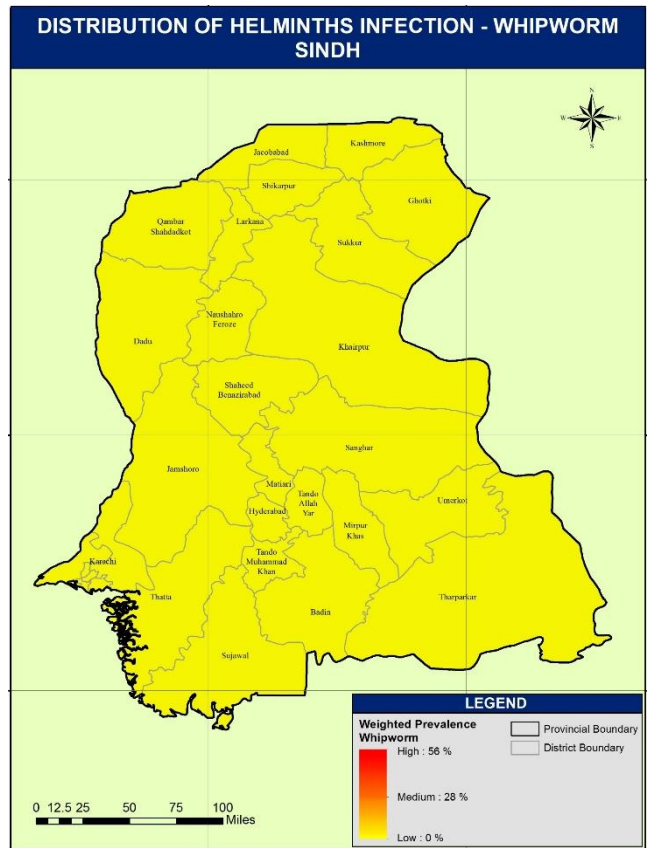 DISTRIBUTION OF HELMINTHS INFECTION - WHIPWORM
SINDH
N
W E
S
Kashmore
Jacobabad
Shikarpur
Ghotki
Qambar
Shahdadkot
Larkana
Sukkur
Naushahro
Feroze
Dadu
Khairpur
Shaheed
Benazirabad
Sanghar
Jamshoro
Matiari
Tando
Allah
Yar
Umerkot
Hyderabad
Mirpur
Khas
Karachi
Tando
Muhammad
Khan
Thatta
Tharparkar
Badin
Sujawal
LEGEND
Weighted Prevalence
Whipworm
High : 56 %
Medium : 28 %
Low : 0 %
Provincial Boundary
District Boundary
0 12.5 25 50 75 100
Miles